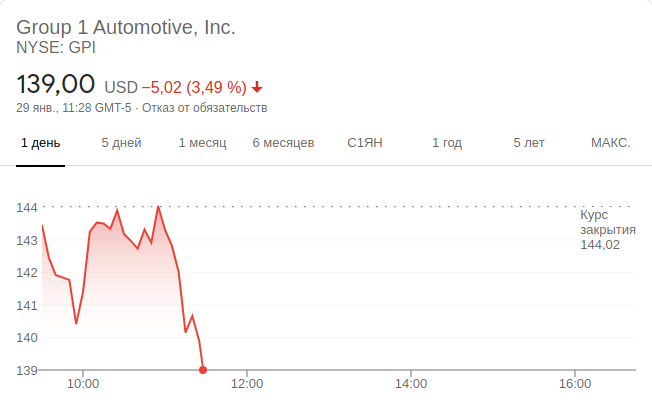 Group 1 Automotive, Inc.
NYSE: GPI
139,00 USD −5,02 (3,49 %)
29 янв., 11:28 GMT-5 · Отказ от обязательств
1 день 5 дней 1 месяц 6 месяцев С1ЯН 1 год 5 лет МАКС.
144
Курс
закрытия
144,02
143
142
141
140
139
10:00 12:00 14:00 16:00